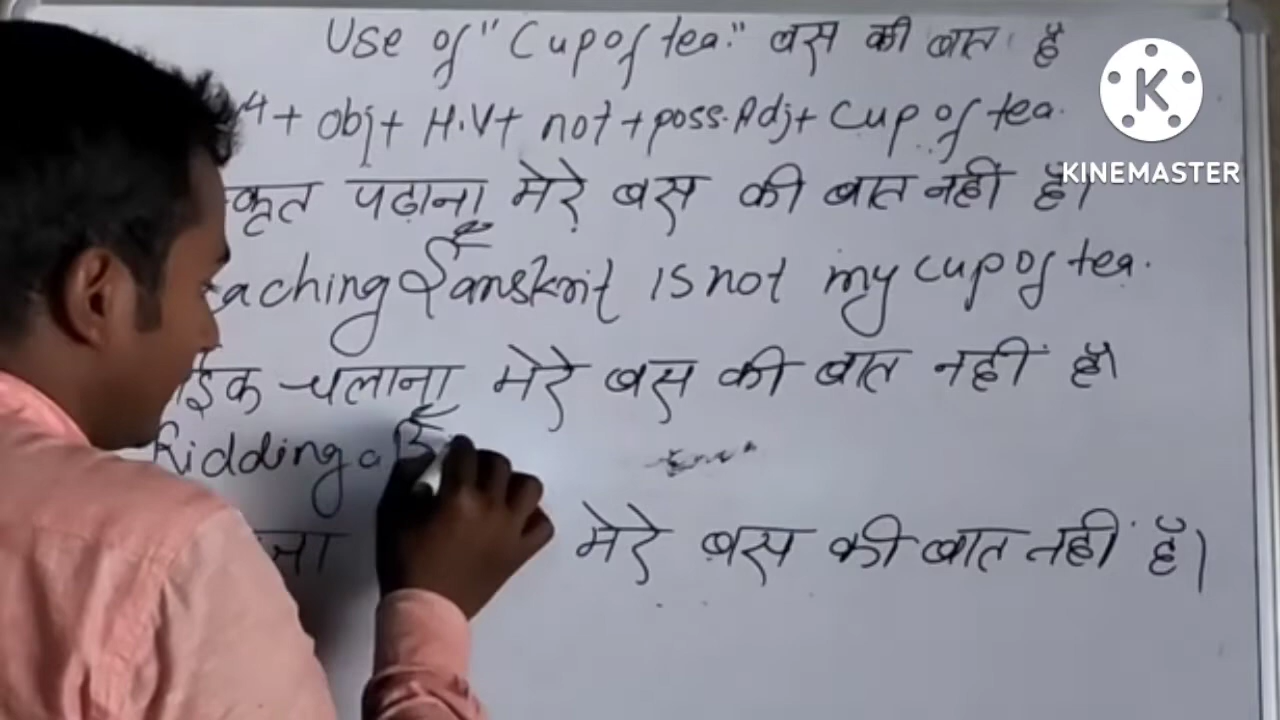 Use of "Cup of tea." बस की बात है
+ obj + H.V + not + poss. Adj + Cup of tea.
पढ़ाना मेरे बस की बात नहीं है।
Sanskrit is not my cup of tea.
चलाना मेरे बस की बात नहीं है।
Ridding a
मेरे बस की बात नहीं है।
K
KINEMASTER